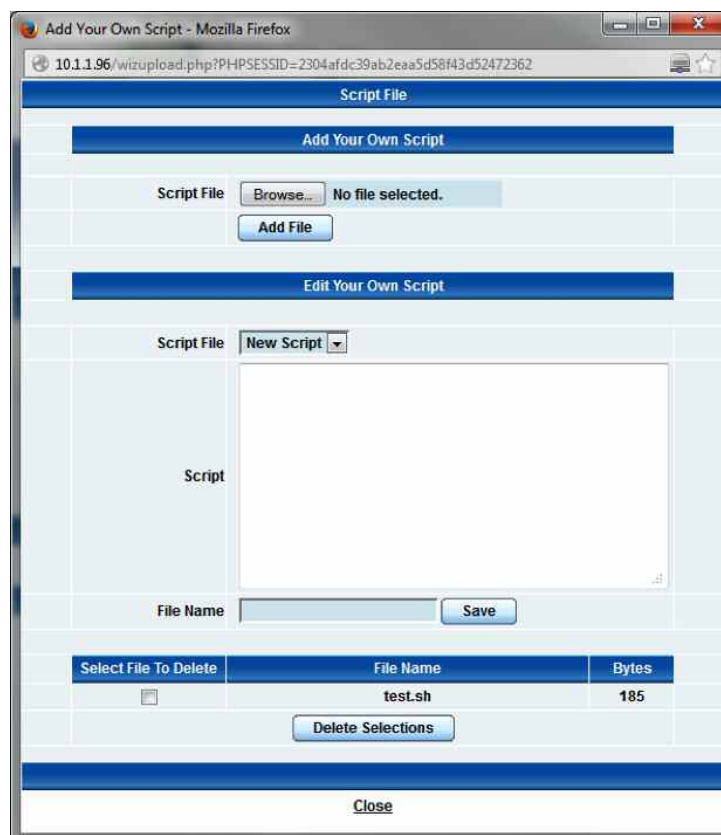 Add Your Own Script - Mozilla Firefox
10.1.1.96/wizupload.php?PHPSESSID=2304afdc39ab2eaa5d58f43d52472362
Script File
Add Your Own Script
Script File Browse... No file selected.
Add File
Edit Your Own Script
Script File New Script
Script
File Name Save
Select File To Delete File Name Bytes
test.sh 185
Delete Selections
Close